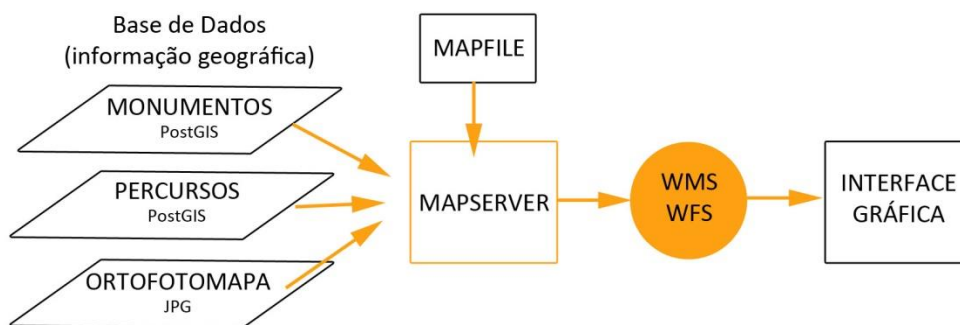 Base de Dados
(informação geográfica)
MONUMENTOS
PostGIS
PERCURSOS
PostGIS
ORTOFOTOMAPA
JPG
MAPFILE
MAPSERVER
WMS
WFS
INTERFACE
GRÁFICA